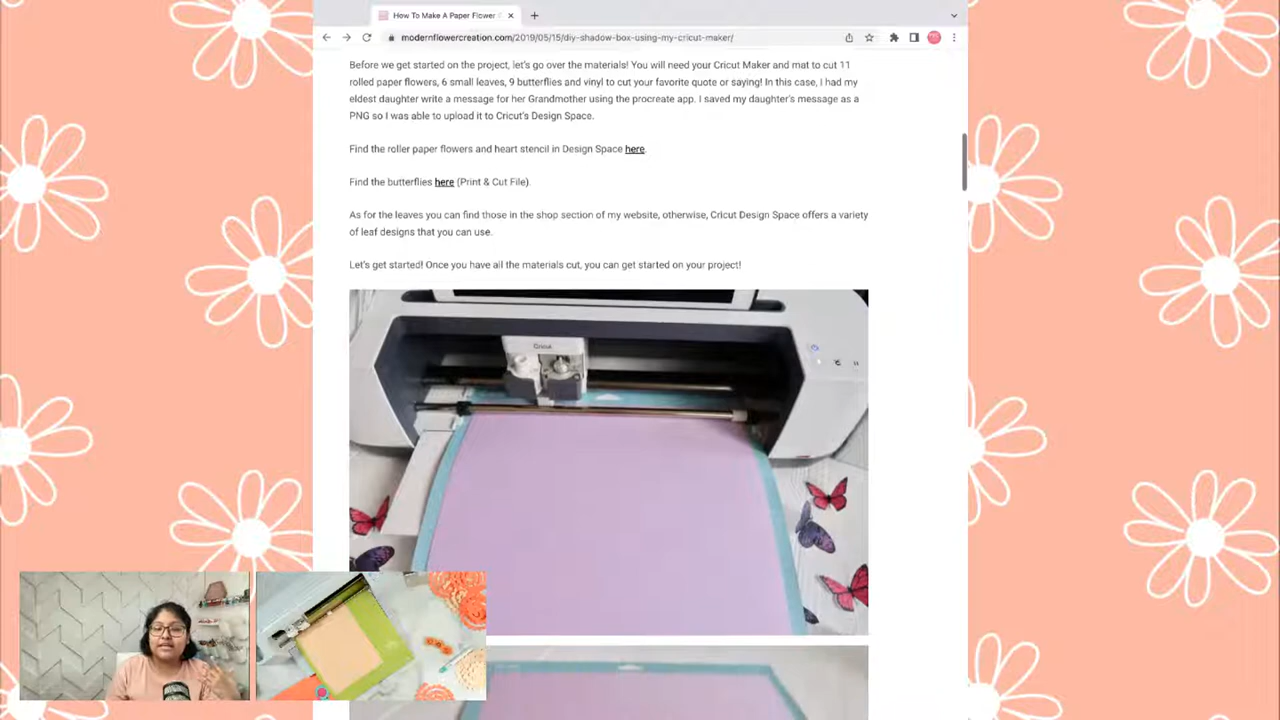 How To Make A Paper Flower
modernflowercreation.com/2019/05/15/diy-shadow-box-using-my-cricut-maker/
Before we get started on the project, let's go over the materials! You will need your Cricut Maker and mat to cut 11
rolled paper flowers, 6 small leaves, 9 butterflies and vinyl to cut your favorite quote or saying! In this case, I had my
eldest daughter write a message for her Grandmother using the procreate app. I saved my daughter's message as a
PNG so I was able to upload it to Cricut's Design Space.
Find the roller paper flowers and heart stencil in Design Space here.
Find the butterflies here (Print & Cut File).
As for the leaves you can find those in the shop section of my website, otherwise, Cricut Design Space offers a variety
of leaf designs that you can use.
Let's get started! Once you have all the materials cut, you can get started on your project!
Cricut